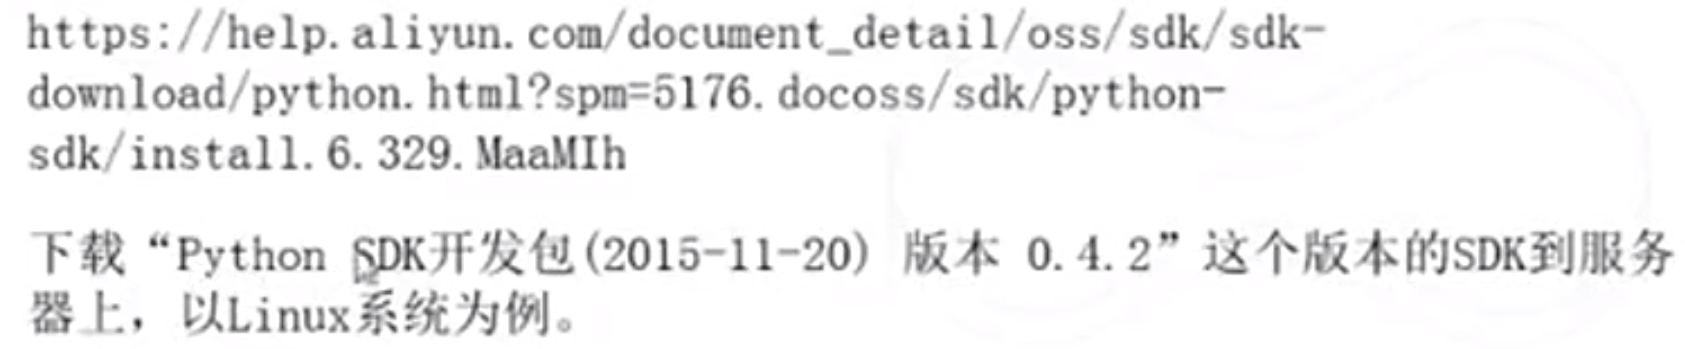 https://help.aliyun.com/document_detail/oss/sdk/sdk-
download/python.html?spm=5176.docoss/sdk/python-
sdk/install.6.329.MaaMIh
下载“Python SDK开发包(2015-11-20) 版本 0.4.2”这个版本的SDK到服务
器上，以Linux系统为例。